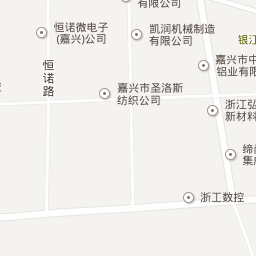 有限公司
恒诺微电子
(嘉兴)公司
凯润机械制造
有限公司
银江
嘉兴市中
铝业有限
恒诺路
嘉兴市圣洛斯
纺织公司
浙江弘
新材料
缔
集成
浙工数控